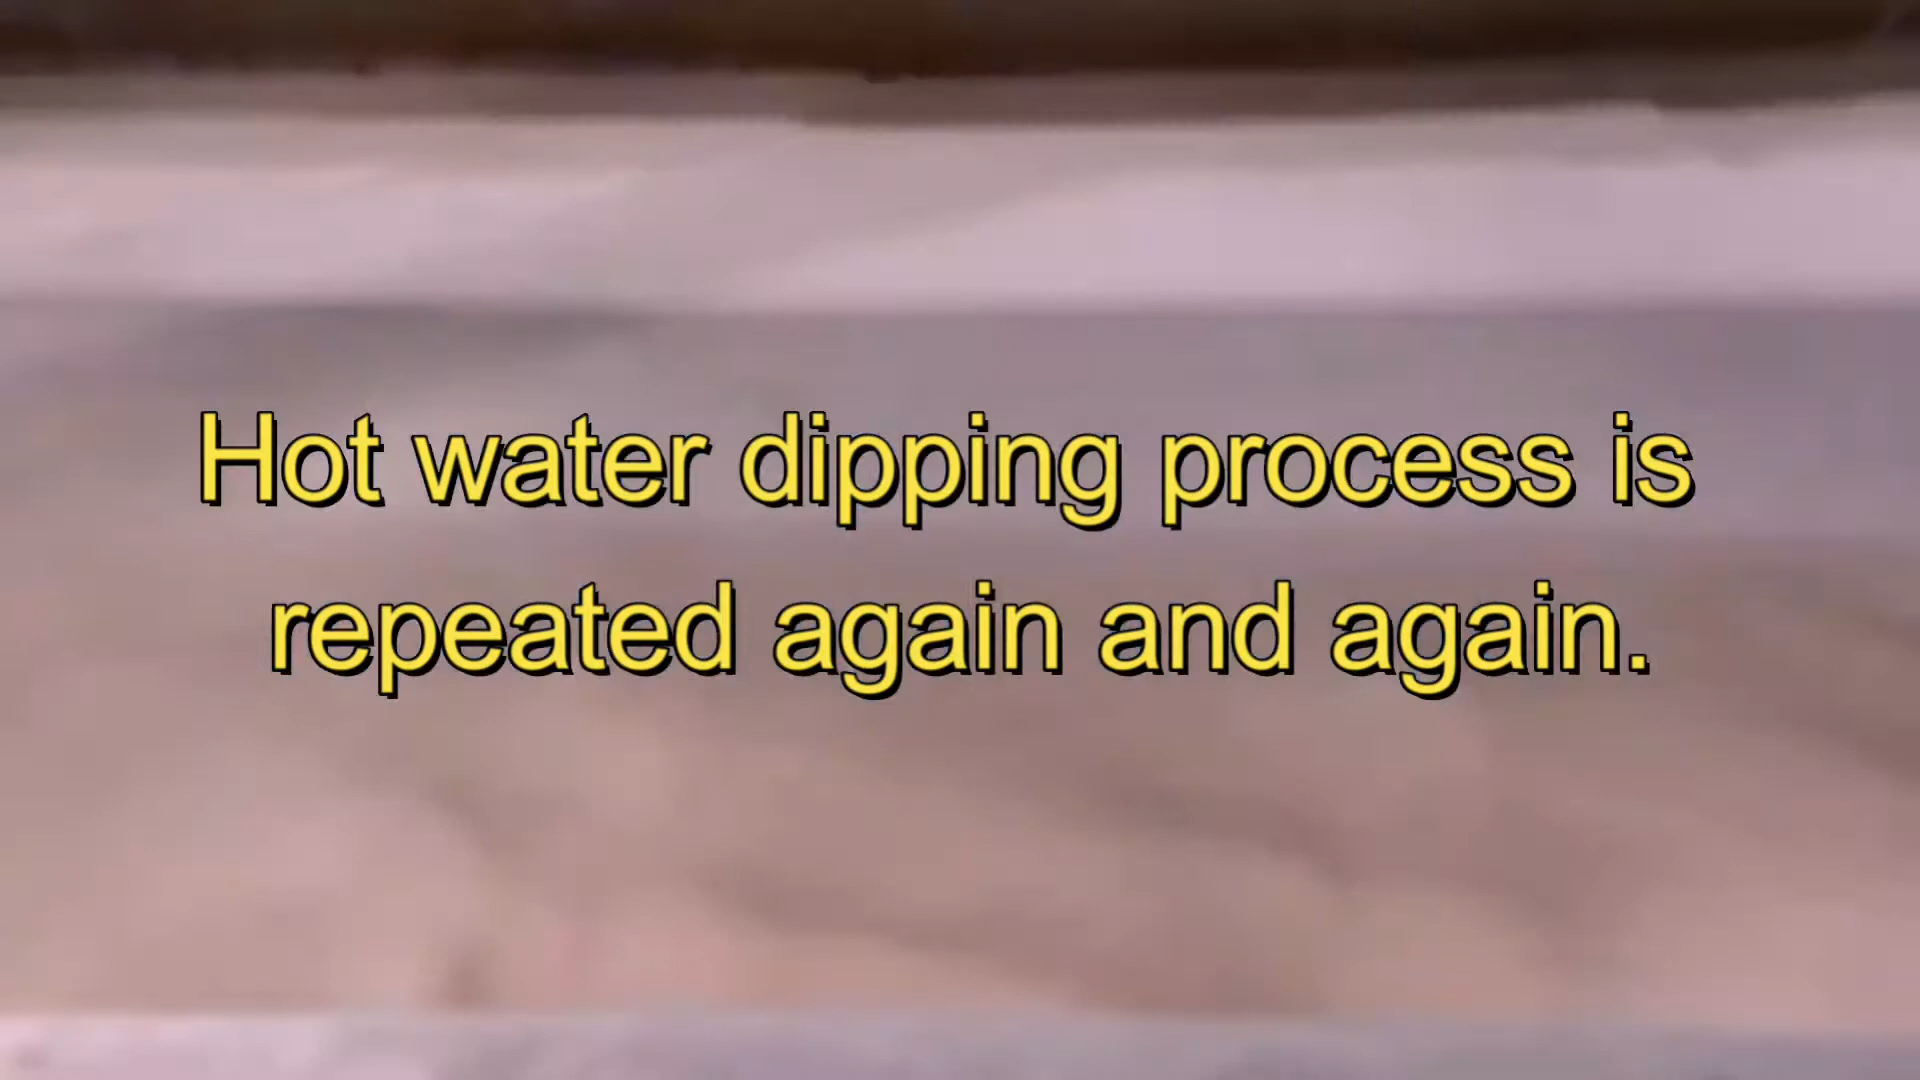 Hot water dipping process is
repeated again and again.